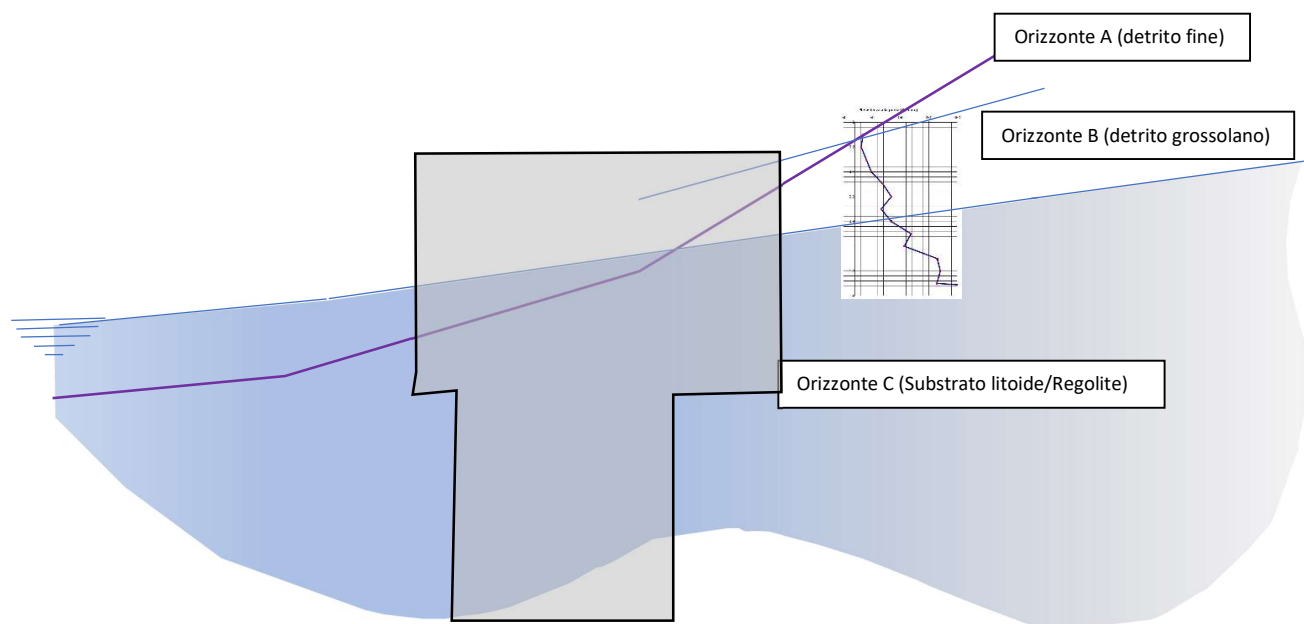 Orizzonte A (detrito fine)
Orizzonte B (detrito grossolano)
Orizzonte C (Substrato litoide/Regolite)